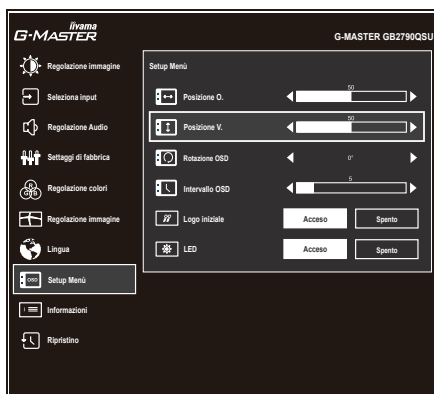 iiyama
G-MASTER
G-MASTER GB2790QSU
Regolazione immagine
Seleziona input
Regolazione Audio
Settaggi di fabbrica
R
G B
Regolazione colori
Regolazione immagine
Lingua
OSD
Setup Menù
i
Informazioni
Ripristino
Setup Menù
Posizione O.
50
Posizione V.
50
Rotazione OSD
0°
Intervallo OSD
5
Logo iniziale
Acceso
Spento
LED
Acceso
Spento